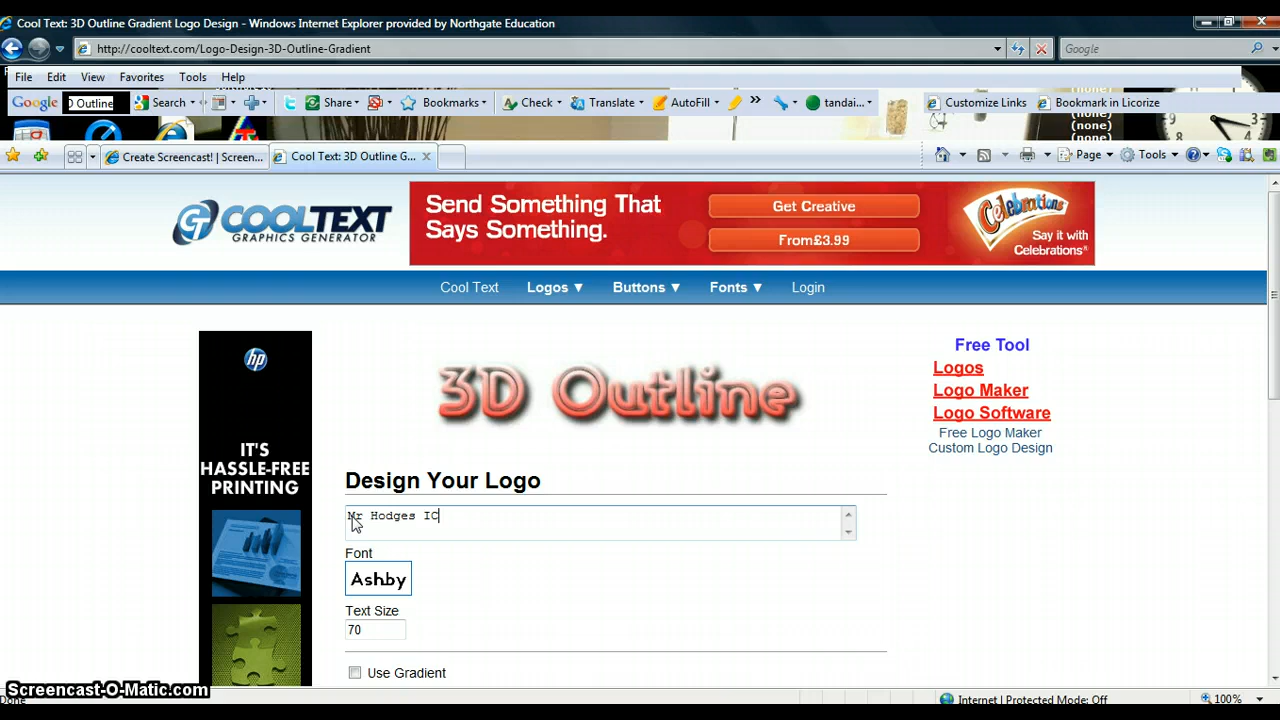 Cool Text: 3D Outline Gradient Logo Design - Windows Internet Explorer provided by Northgate Education
http://cooltext.com/Logo-Design-3D-Outline-Gradient
Google
File Edit View Favorites Tools Help
Google Outline Search Share Bookmarks Check Translate AutoFill tandai... Customize Links Bookmark in Licorize
(none)
(none)
Create Screencast! | Screen... Cool Text: 3D Outline G... Page Tools
COOLTEXT
GRAPHICS GENERATOR
Send Something That
Says Something.
Get Creative
From£3.99
Celebrations
Say it with
Celebrations®
Cool Text Logos ▼ Buttons ▼ Fonts ▼ Login
hp
IT'S
HASSLE-FREE
PRINTING
3D Outline
Free Tool
Logos
Logo Maker
Logo Software
Free Logo Maker
Custom Logo Design
Design Your Logo
Mr Hodges IC
Font
Ashby
Text Size
70
Use Gradient
Screencast-O-Matic.com
Done
Internet | Protected Mode: Off
100%